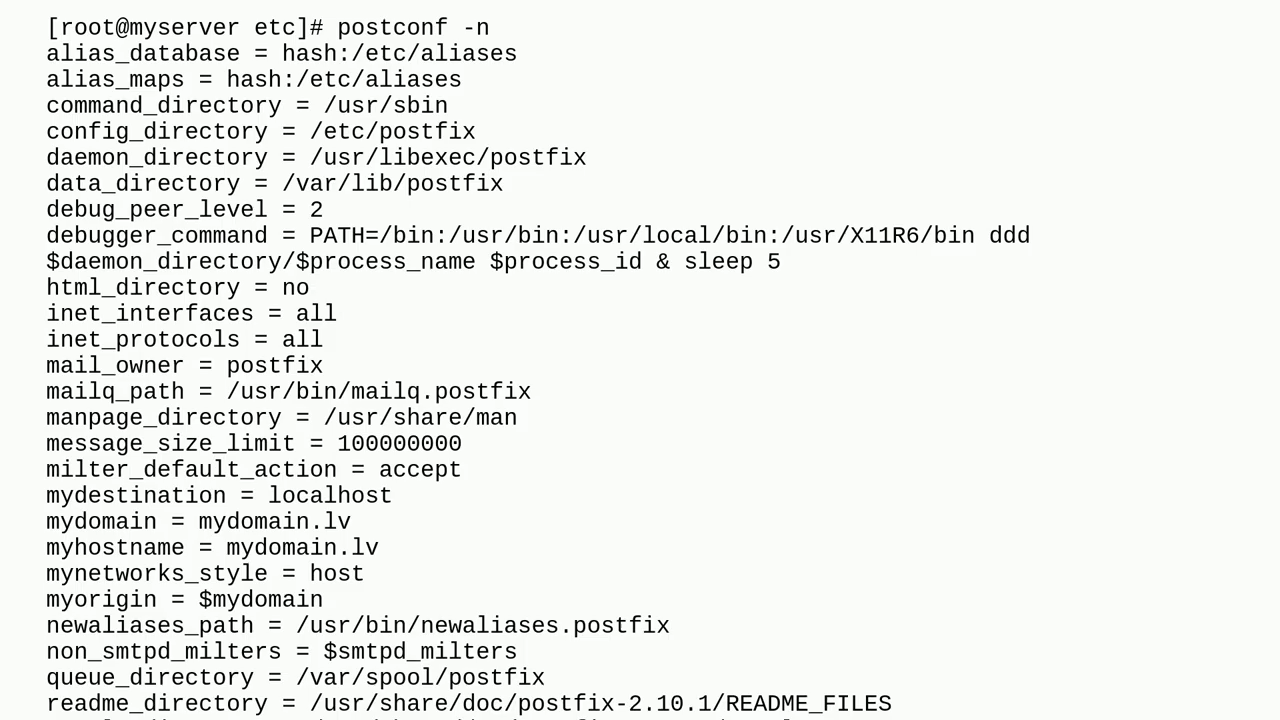 [root@myserver etc]# postconf -n
alias_database = hash:/etc/aliases
alias_maps = hash:/etc/aliases
command_directory = /usr/sbin
config_directory = /etc/postfix
daemon_directory = /usr/libexec/postfix
data_directory = /var/lib/postfix
debug_peer_level = 2
debugger_command = PATH=/bin:/usr/bin:/usr/local/bin:/usr/X11R6/bin ddd
$daemon_directory/$process_name $process_id & sleep 5
html_directory = no
inet_interfaces = all
inet_protocols = all
mail_owner = postfix
mailq_path = /usr/bin/mailq.postfix
manpage_directory = /usr/share/man
message_size_limit = 100000000
milter_default_action = accept
mydestination = localhost
mydomain = mydomain.lv
myhostname = mydomain.lv
mynetworks_style = host
myorigin = $mydomain
newaliases_path = /usr/bin/newaliases.postfix
non_smtpd_milters = $smtpd_milters
queue_directory = /var/spool/postfix
readme_directory = /usr/share/doc/postfix-2.10.1/README_FILES